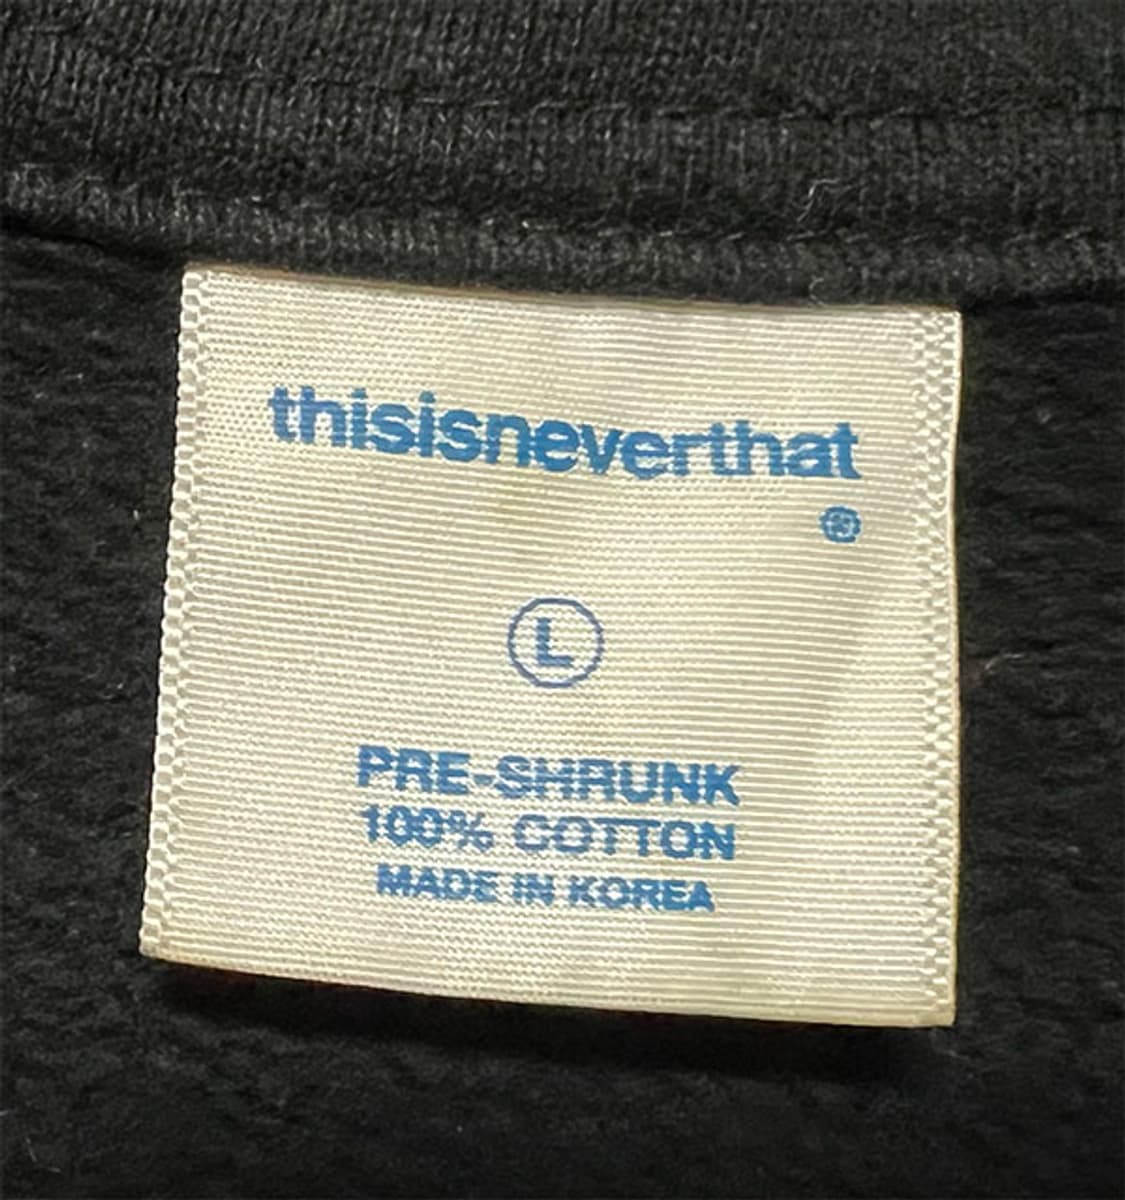 thisisneverthat
®
L
PRE-SHRUNK
100% COTTON
MADE IN KOREA